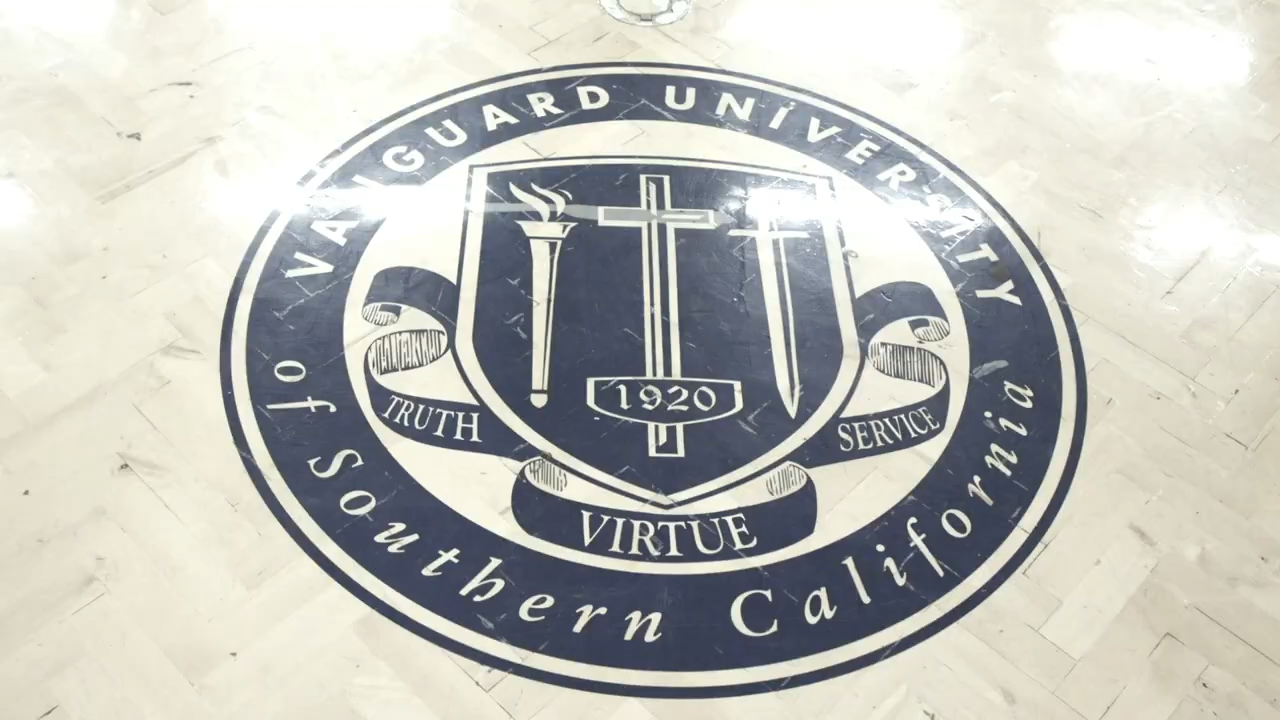 VANGUARD UNIVERSITY
1920
TRUTH
SERVICE
VIRTUE
of Southern California